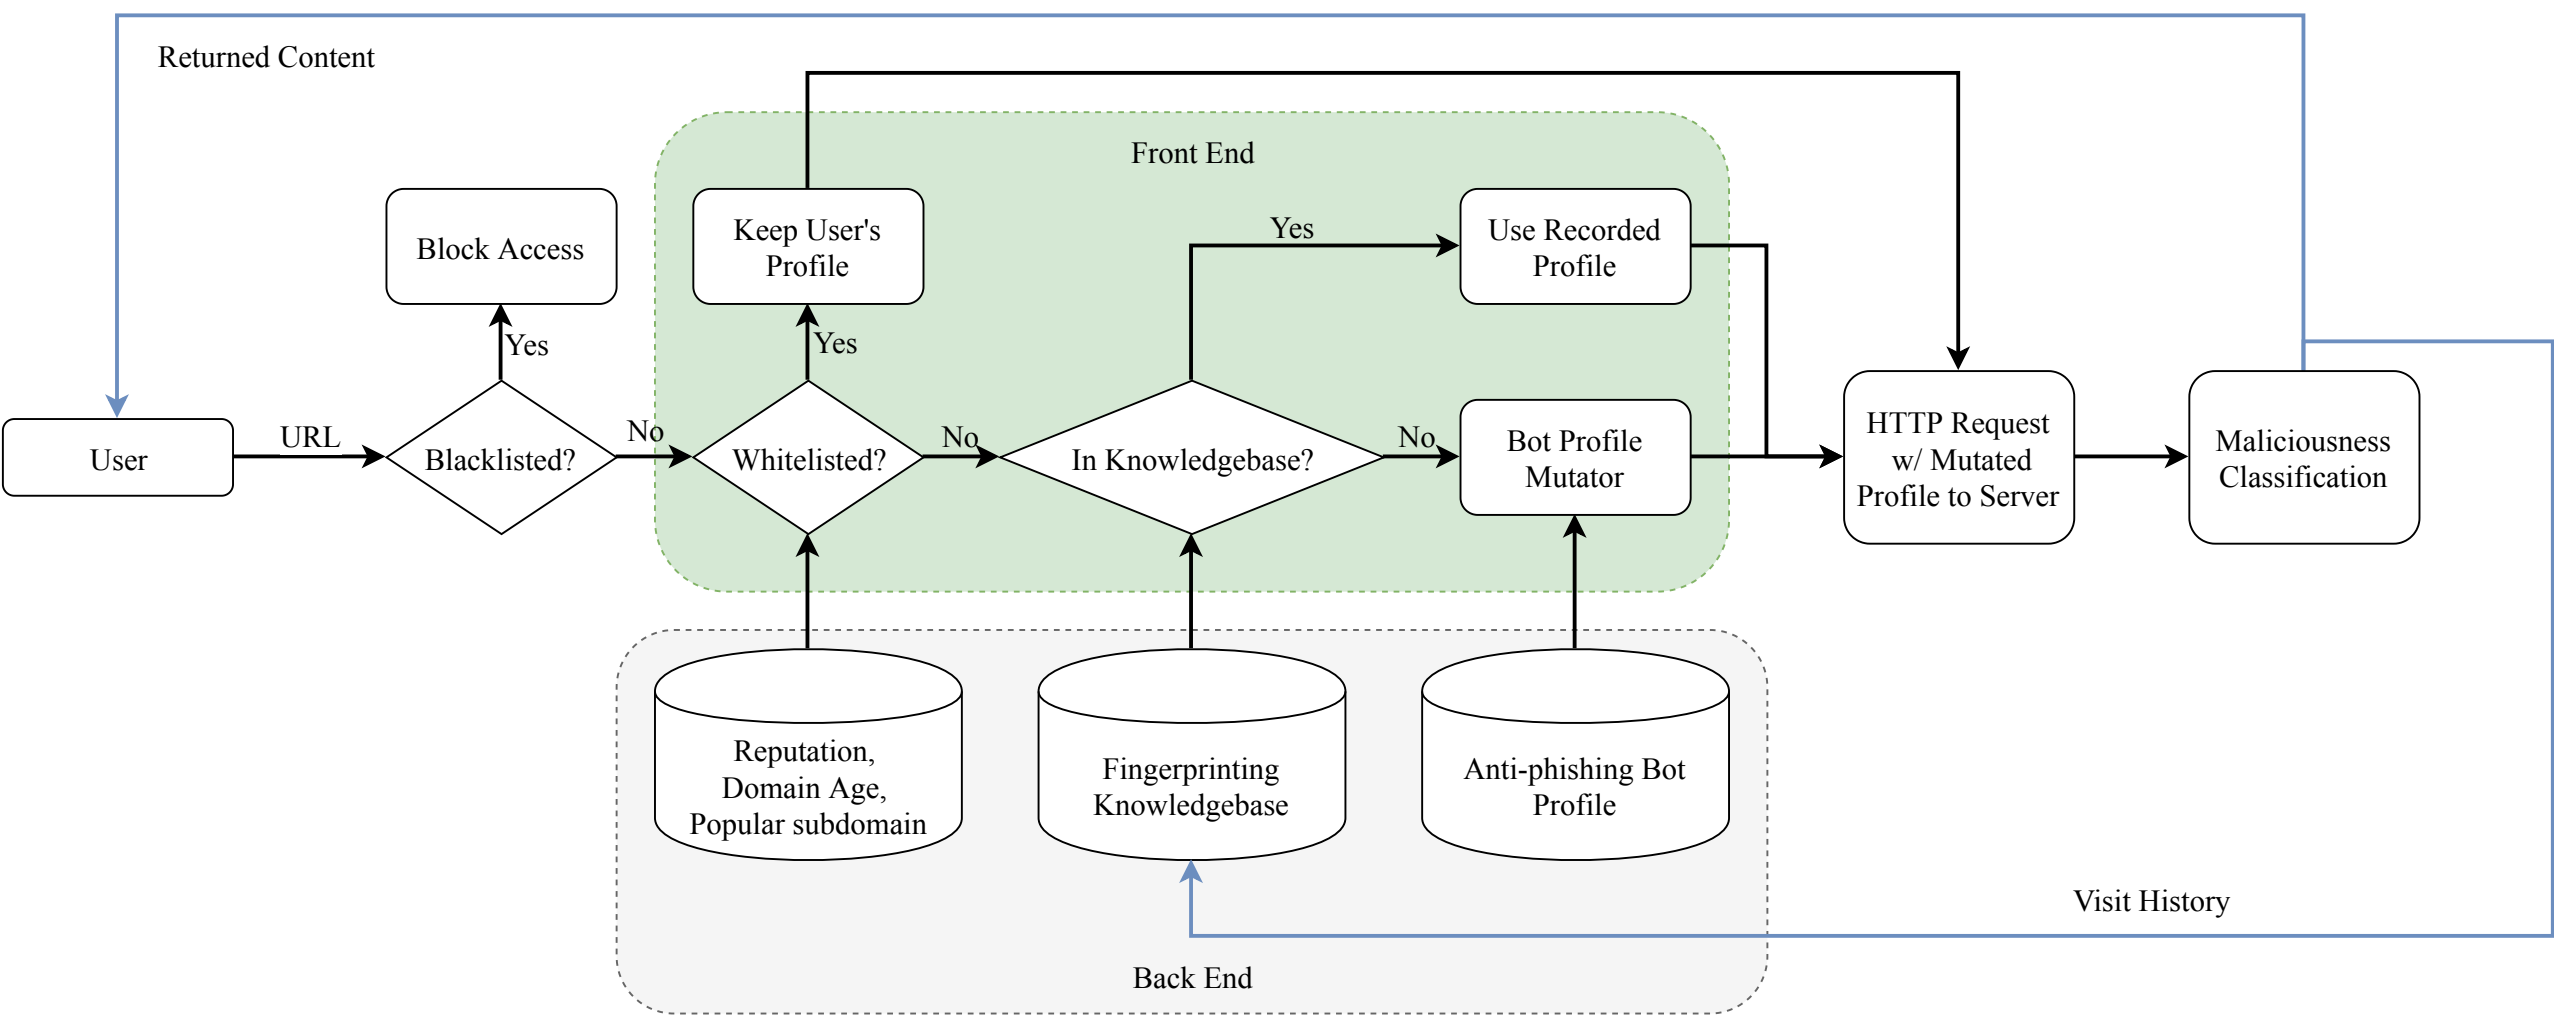 Returned Content
Front End
Block Access
Keep User's
Profile
Yes
Use Recorded
Profile
Yes
Yes
User
URL
Blacklisted?
No
Whitelisted?
No
In Knowledgebase?
No
Bot Profile
Mutator
HTTP Request
w/ Mutated
Profile to Server
Maliciousness
Classification
Reputation,
Domain Age,
Popular subdomain
Fingerprinting
Knowledgebase
Anti-phishing Bot
Profile
Visit History
Back End